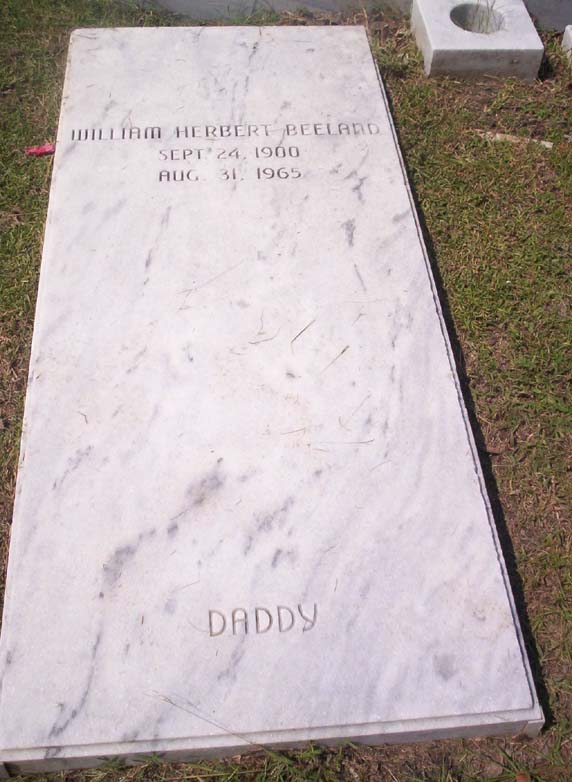 WILLIAM HERBERT BEELAND
SEPT 24, 1900
AUG. 31, 1965
DADDY